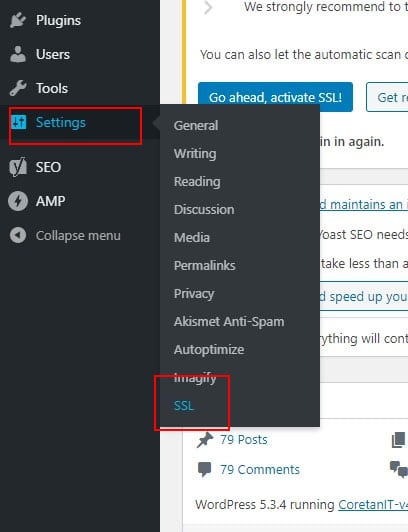 Plugins
Users
Tools
Settings
SEO
AMP
Collapse menu
General
Writing
Reading
Discussion
Media
Permalinks
Privacy
Akismet Anti-Spam
Autoptimize
Imagify
SSL
We strongly recommend to
You can also let the automatic scan
Go ahead, activate SSL!
Get re
in in again.
d maintains an i
Yoast SEO needs
take less than a
d speed up your
rything will cont
79 Posts
79 Comments
WordPress 5.3.4 running CoretanIT-v4